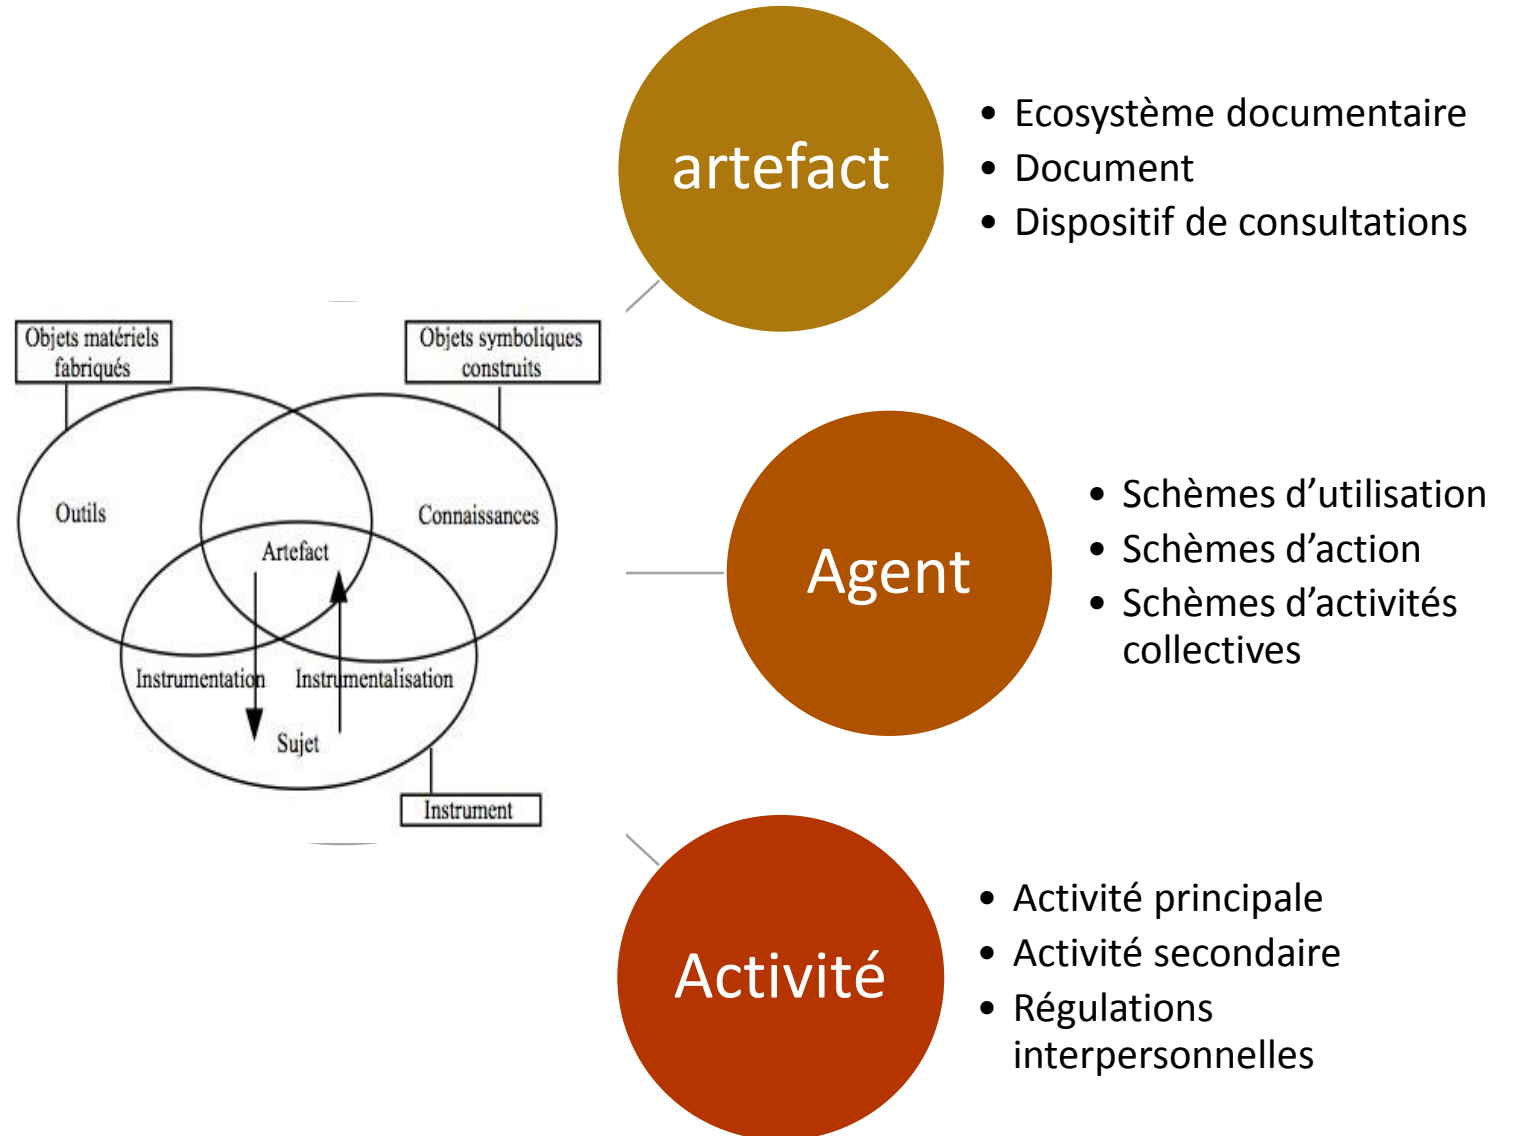 artefact
• Ecosystème documentaire
• Document
• Dispositif de consultations
Objets matériels
fabriqués
Objets symboliques
construits
Outils
Connaissances
Artefact
Instrumentation
Instrumentalisation
Sujet
Instrument
Agent
• Schèmes d’utilisation
• Schèmes d’action
• Schèmes d’activités
collectives
Activité
• Activité principale
• Activité secondaire
• Régulations
interpersonnelles